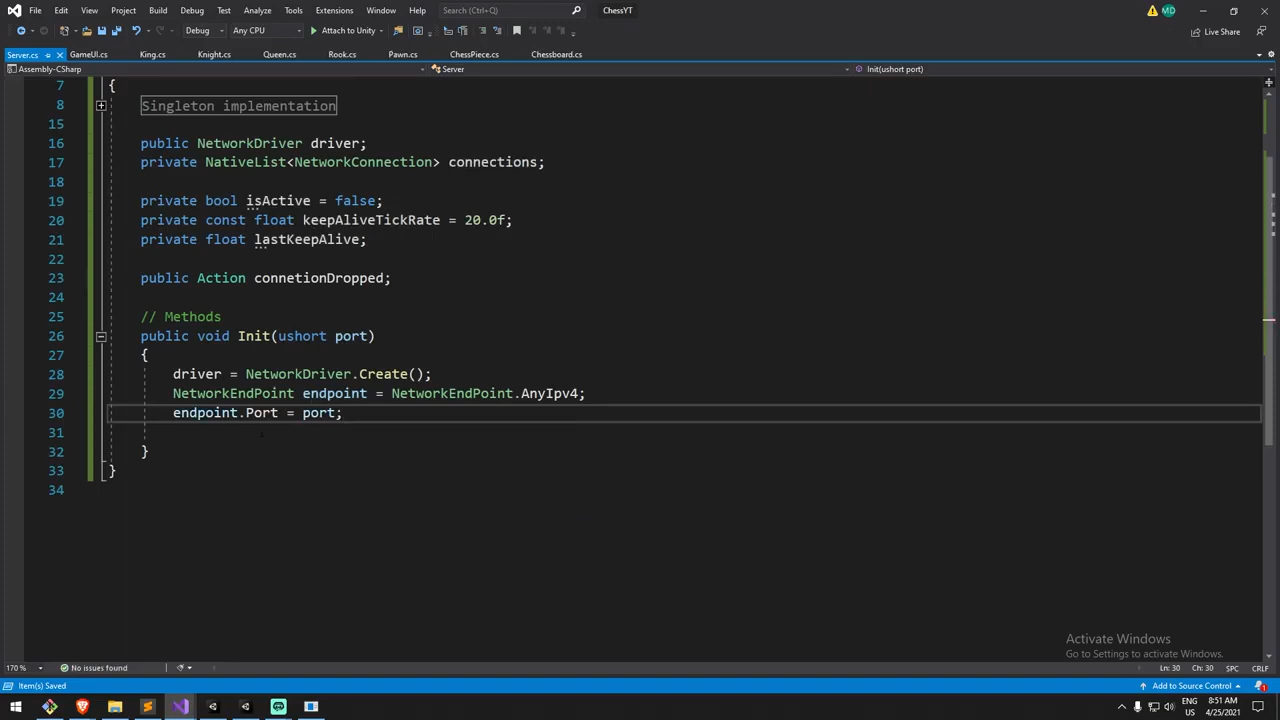 File Edit View Project Build Debug Test Analyze Tools Extensions Window Help Search (Ctrl+Q) ChessYT MD
Debug Any CPU Attach to Unity Live Share
Server.cs GameUI.cs King.cs Knight.cs Queen.cs Rook.cs Pawn.cs ChessPiece.cs Chessboard.cs
Assembly-CSharp Server Init(ushort port)
7 {
8 Singleton implementation
15
16 public NetworkDriver driver;
17 private NativeList<NetworkConnection> connections;
18
19 private bool isActive = false;
20 private const float keepAliveTickRate = 20.0f;
21 private float lastKeepAlive;
22
23 public Action connetionDropped;
24
25 // Methods
26 public void Init(ushort port)
27 {
28 driver = NetworkDriver.Create();
29 NetworkEndPoint endpoint = NetworkEndPoint.AnyIpv4;
30 endpoint.Port = port;
31
32 }
33 }
34
Activate Windows
Go to Settings to activate Windows.
170 % No issues found Ln: 30 Ch: 30 SPC CRLF
Item(s) Saved Add to Source Control 1
ENG 8:51 AM
US 4/25/2021